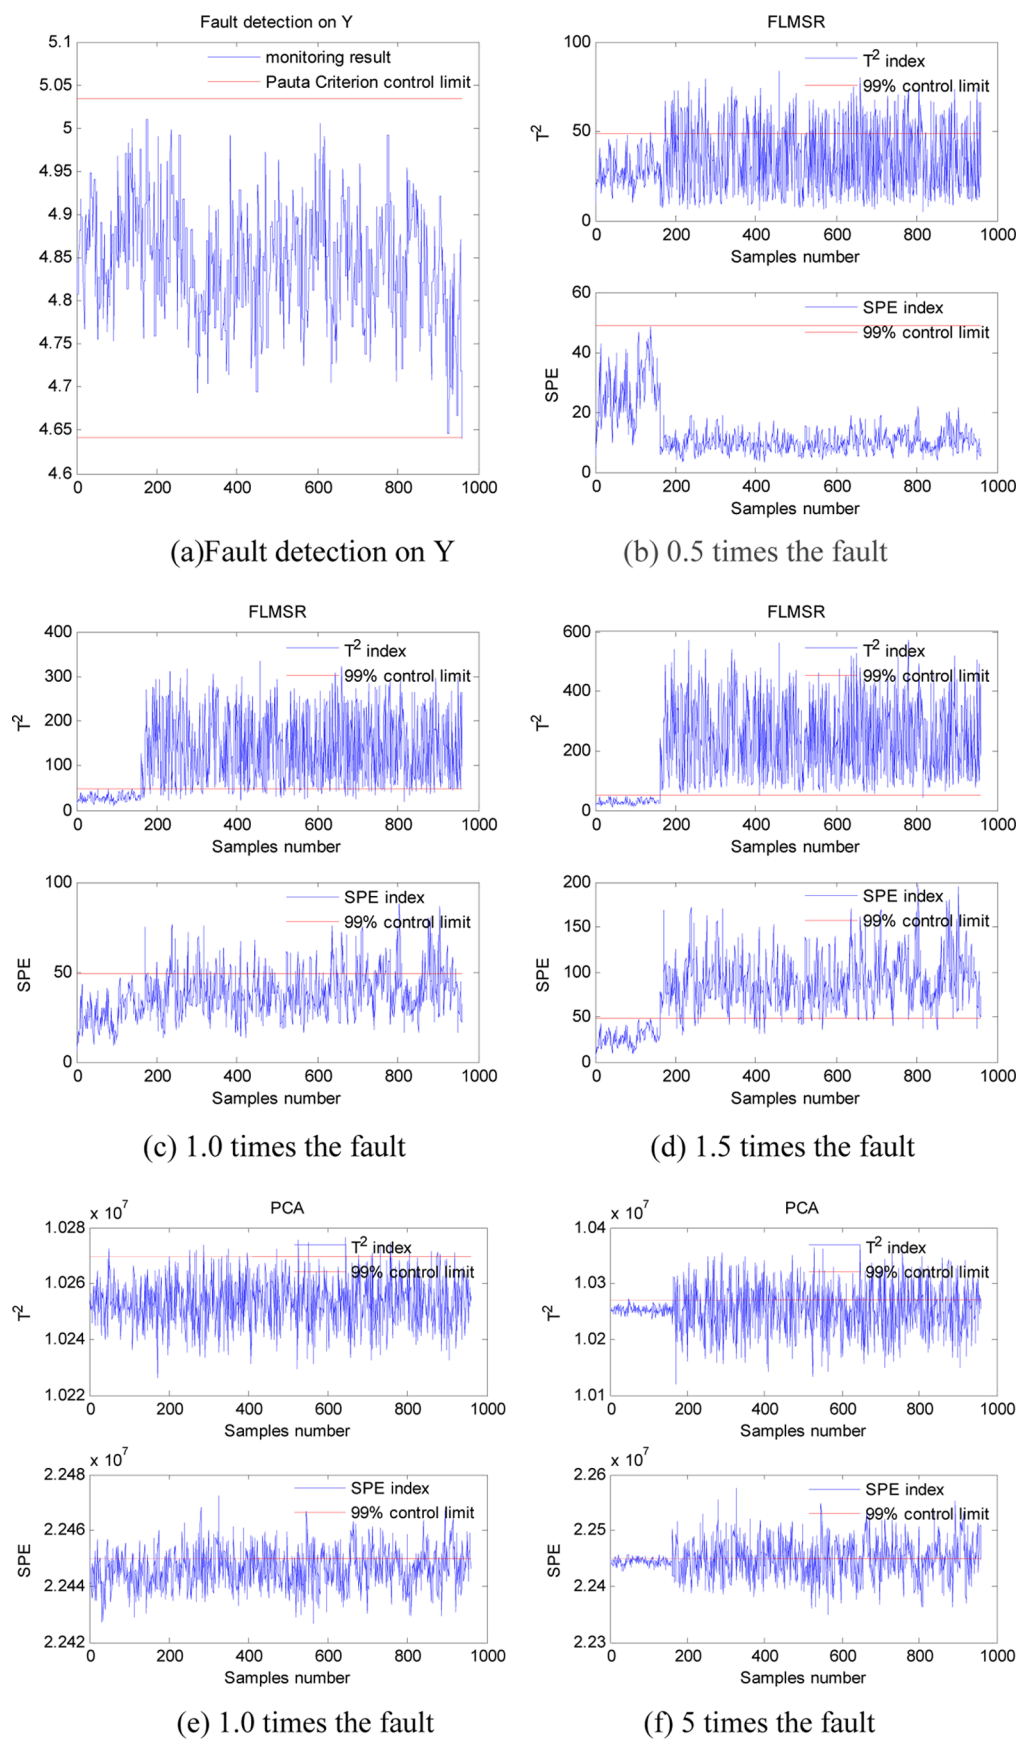 Fault detection on Y
5.1
5.05
5
4.95
4.9
4.85
4.8
4.75
4.7
4.65
4.6
monitoring result
Pauta Criterion control limit
0 200 400 600 800 1000
(a)Fault detection on Y
FLMSR
T²
100
50
0
T² index
99% control limit
0 200 400 600 800 1000
Samples number
SPE
60
40
20
0
SPE index
99% control limit
0 200 400 600 800 1000
Samples number
(b) 0.5 times the fault
FLMSR
T²
400
300
200
100
0
T² index
99% control limit
0 200 400 600 800 1000
Samples number
SPE
100
50
0
SPE index
99% control limit
0 200 400 600 800 1000
Samples number
(c) 1.0 times the fault
FLMSR
T²
600
400
200
0
T² index
99% control limit
0 200 400 600 800 1000
Samples number
SPE
200
150
100
50
0
SPE index
99% control limit
0 200 400 600 800 1000
Samples number
(d) 1.5 times the fault
x 10⁷
PCA
T²
1.028
1.026
1.024
1.022
T² index
99% control limit
0 200 400 600 800 1000
Samples number
x 10⁷
SPE
2.248
2.246
2.244
2.242
SPE index
99% control limit
0 200 400 600 800 1000
Samples number
(e) 1.0 times the fault
x 10⁷
PCA
T²
1.04
1.03
1.02
1.01
T² index
99% control limit
0 200 400 600 800 1000
Samples number
x 10⁷
SPE
2.26
2.25
2.24
2.23
SPE index
99% control limit
0 200 400 600 800 1000
Samples number
(f) 5 times the fault